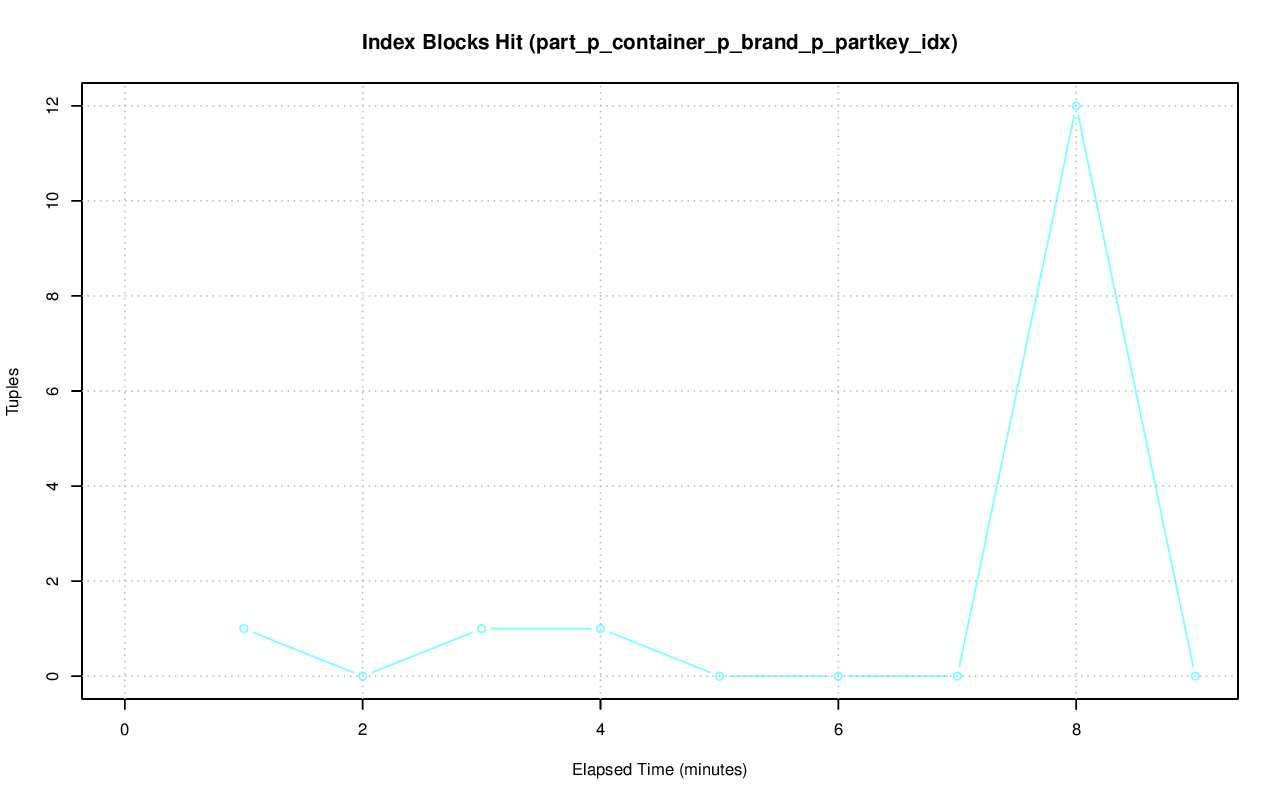 Index Blocks Hit (part_p_container_p_brand_p_partkey_idx)
12
10
8
6
4
2
0
Tuples
0 2 4 6 8
Elapsed Time (minutes)